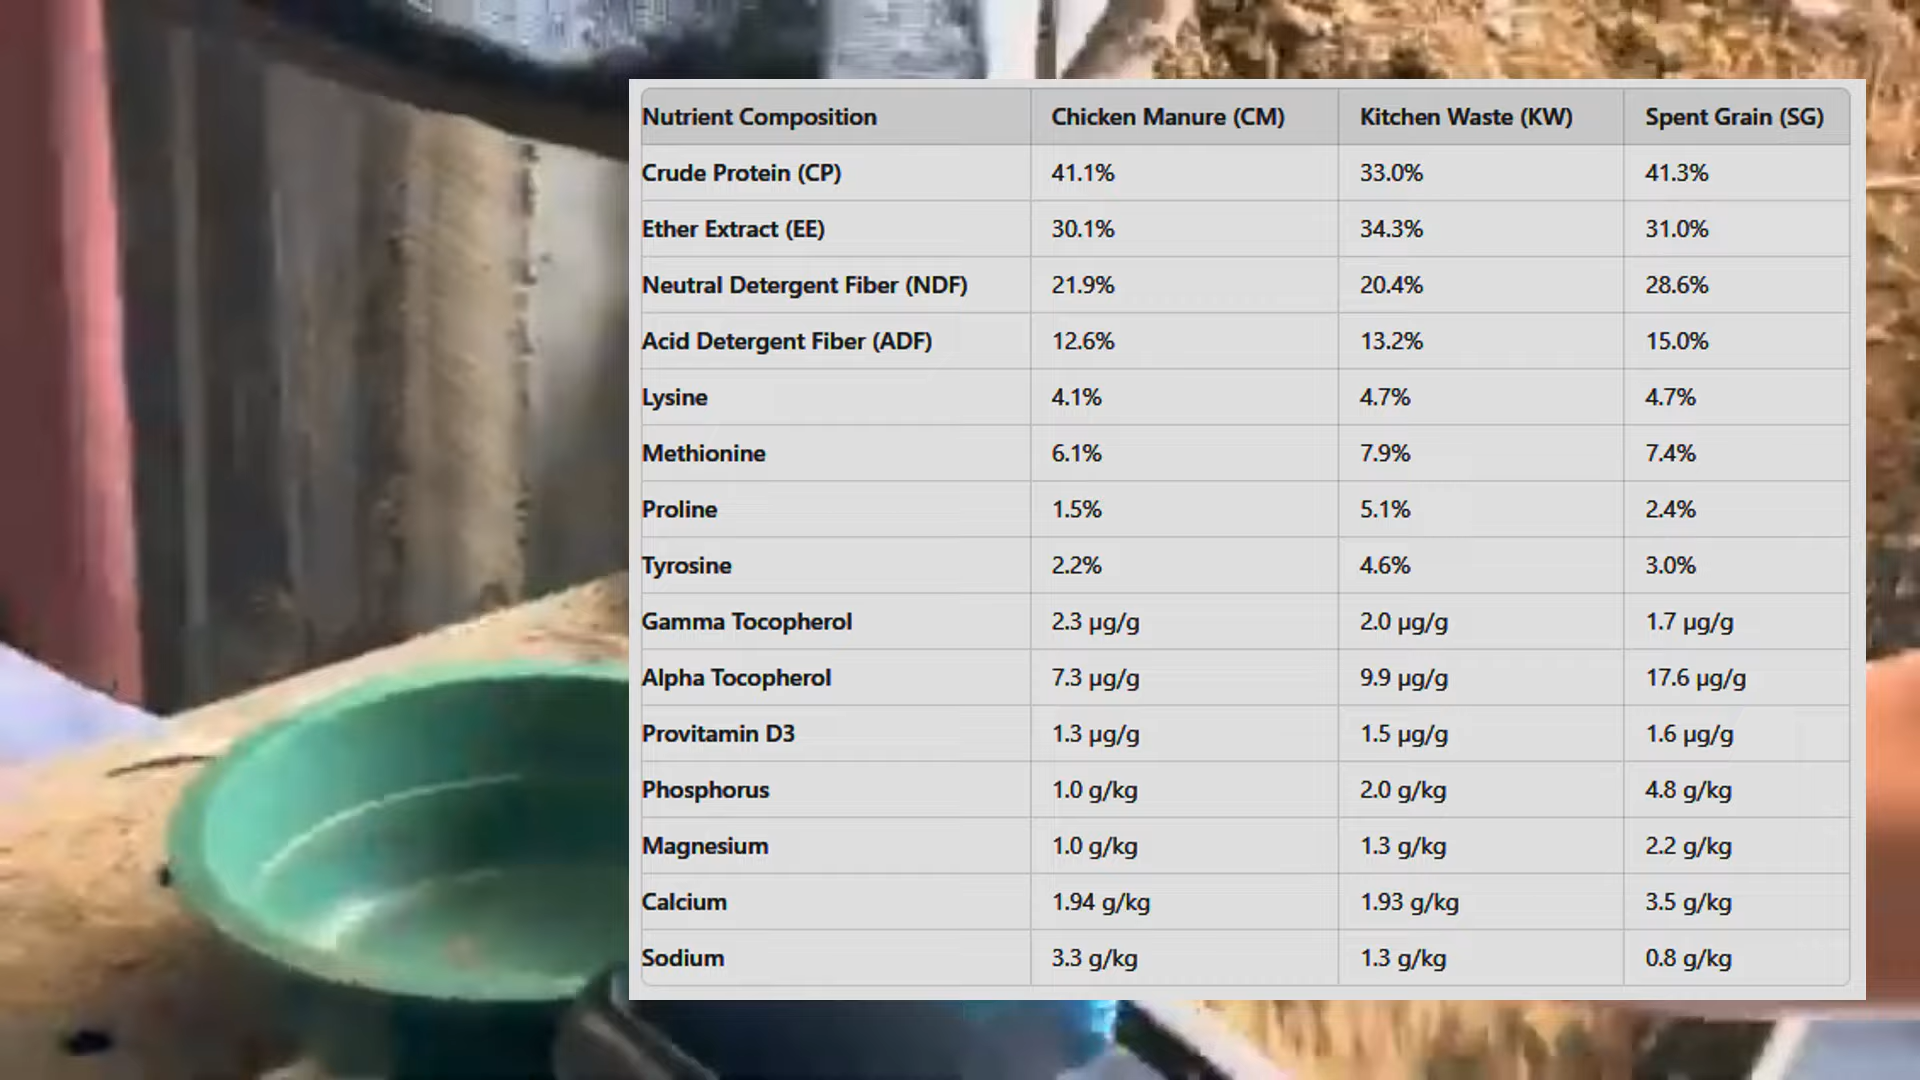 Nutrient Composition Chicken Manure (CM) Kitchen Waste (KW) Spent Grain (SG)
Crude Protein (CP) 41.1% 33.0% 41.3%
Ether Extract (EE) 30.1% 34.3% 31.0%
Neutral Detergent Fiber (NDF) 21.9% 20.4% 28.6%
Acid Detergent Fiber (ADF) 12.6% 13.2% 15.0%
Lysine 4.1% 4.7% 4.7%
Methionine 6.1% 7.9% 7.4%
Proline 1.5% 5.1% 2.4%
Tyrosine 2.2% 4.6% 3.0%
Gamma Tocopherol 2.3 µg/g 2.0 µg/g 1.7 µg/g
Alpha Tocopherol 7.3 µg/g 9.9 µg/g 17.6 µg/g
Provitamin D3 1.3 µg/g 1.5 µg/g 1.6 µg/g
Phosphorus 1.0 g/kg 2.0 g/kg 4.8 g/kg
Magnesium 1.0 g/kg 1.3 g/kg 2.2 g/kg
Calcium 1.94 g/kg 1.93 g/kg 3.5 g/kg
Sodium 3.3 g/kg 1.3 g/kg 0.8 g/kg